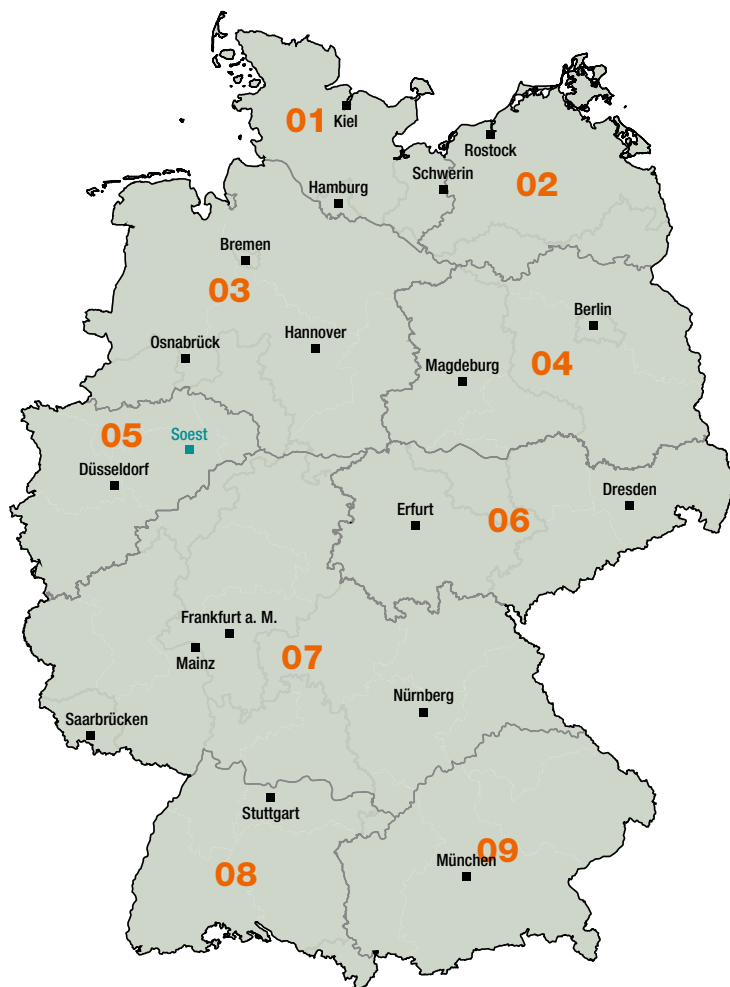 01
Kiel
Rostock
Schwerin
02
Hamburg
Bremen
03
Berlin
Hannover
Osnabrück
Magdeburg
04
05
Soest
Düsseldorf
Dresden
Erfurt
06
Frankfurt a. M.
Mainz
07
Nürnberg
Saarbrücken
Stuttgart
09
München
08